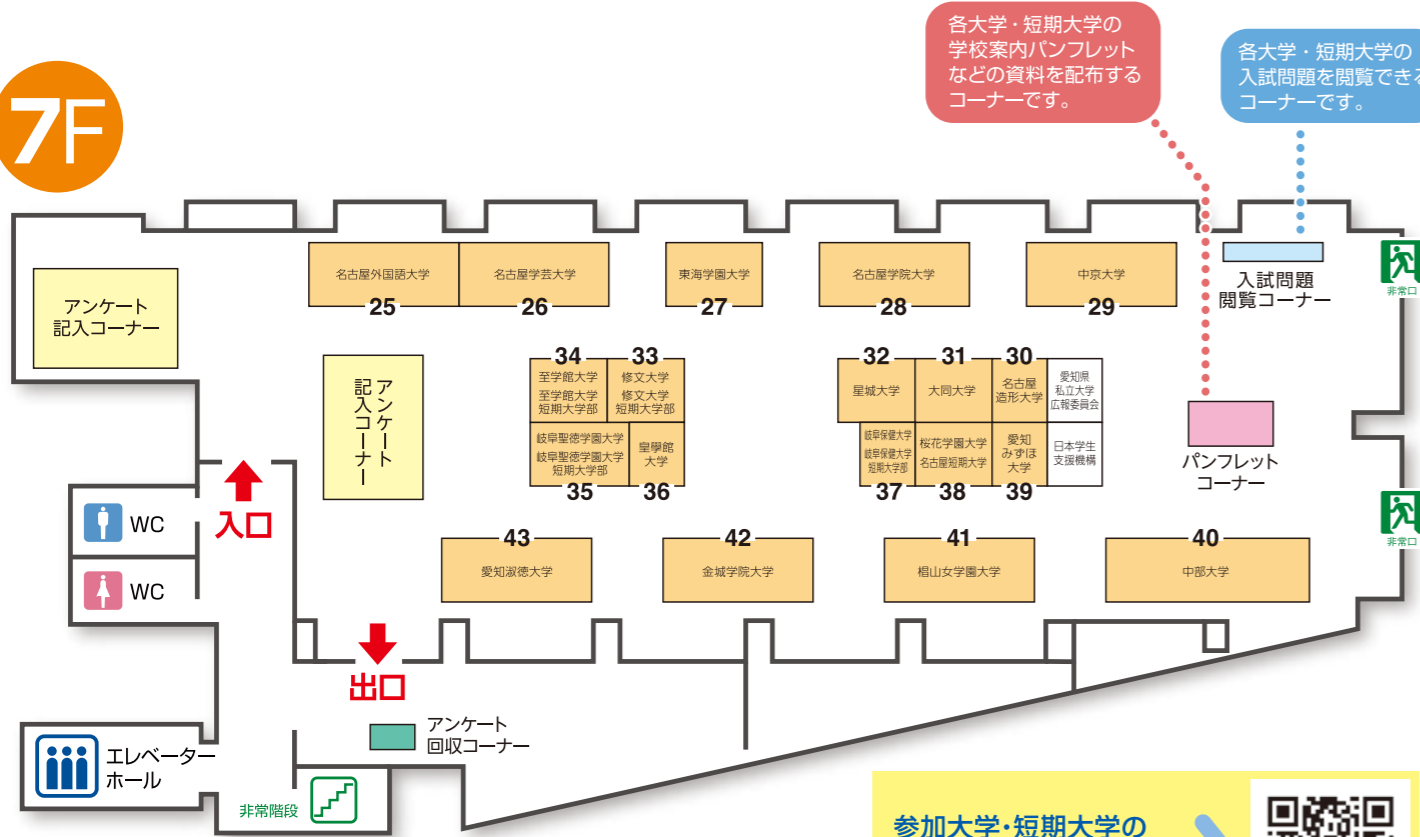 各大学・短期大学の
学校案内パンフレット
などの資料を配布する
コーナーです。
各大学・短期大学の
入試問題を閲覧できる
コーナーです。
7F
アンケート
記入コーナー
名古屋外国語大学
25
名古屋学芸大学
26
東海学園大学
27
名古屋学院大学
28
中京大学
29
入試問題
閲覧コーナー
非常口
アンケート
記入コーナー
34
至学館大学
至学館大学
短期大学部
33
修文大学
修文大学
短期大学部
32
星城大学
31
大同大学
30
名古屋
造形大学
愛知県
私立大学
広報委員会
岐阜聖徳学園大学
岐阜聖徳学園大学
短期大学部
35
皇學館
大学
36
岐阜保健大学
岐阜保健大学
短期大学部
37
桜花学園大学
名古屋短期大学
38
愛知
みずほ
大学
39
日本学生
支援機構
パンフレット
コーナー
非常口
WC
入口
WC
43
愛知淑徳大学
42
金城学院大学
41
椙山女学園大学
40
中部大学
出口
アンケート
回収コーナー
エレベーター
ホール
非常階段
参加大学・短期大学の